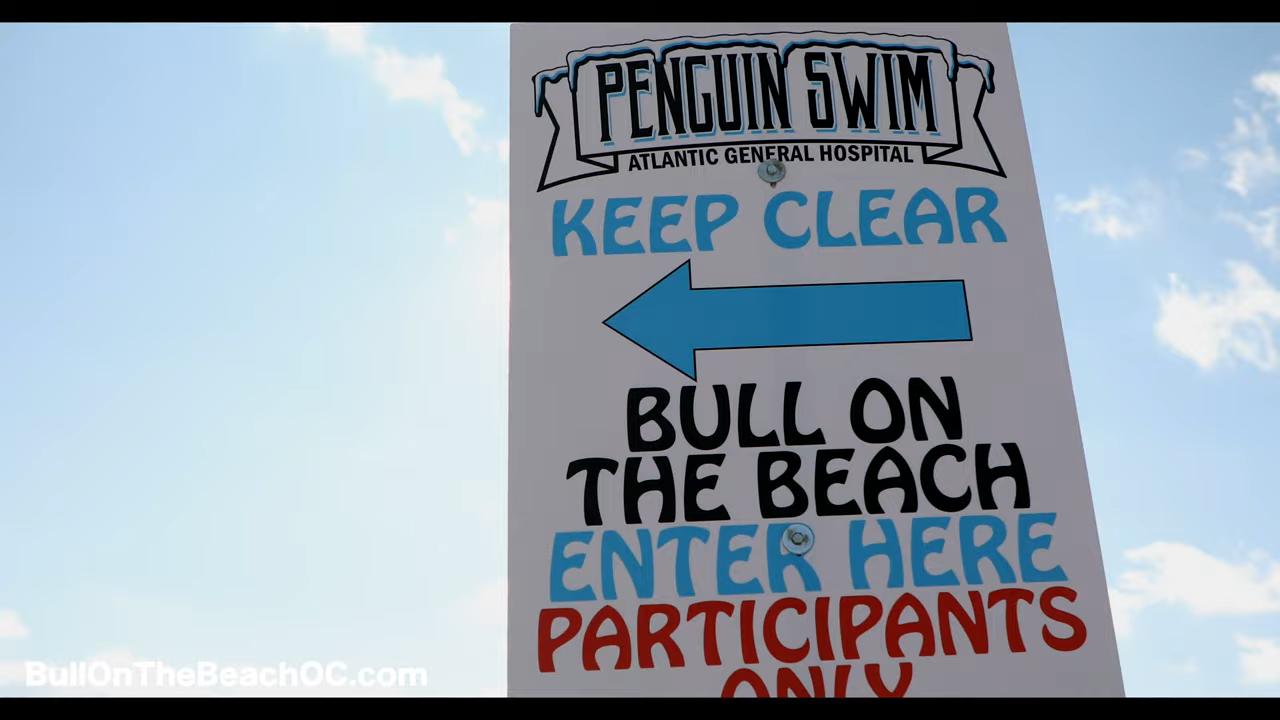 PENGUIN SWIM
ATLANTIC GENERAL HOSPITAL
KEEP CLEAR
BULL ON
THE BEACH
ENTER HERE
PARTICIPANTS
ONLY
BullOnTheBeachOC.com